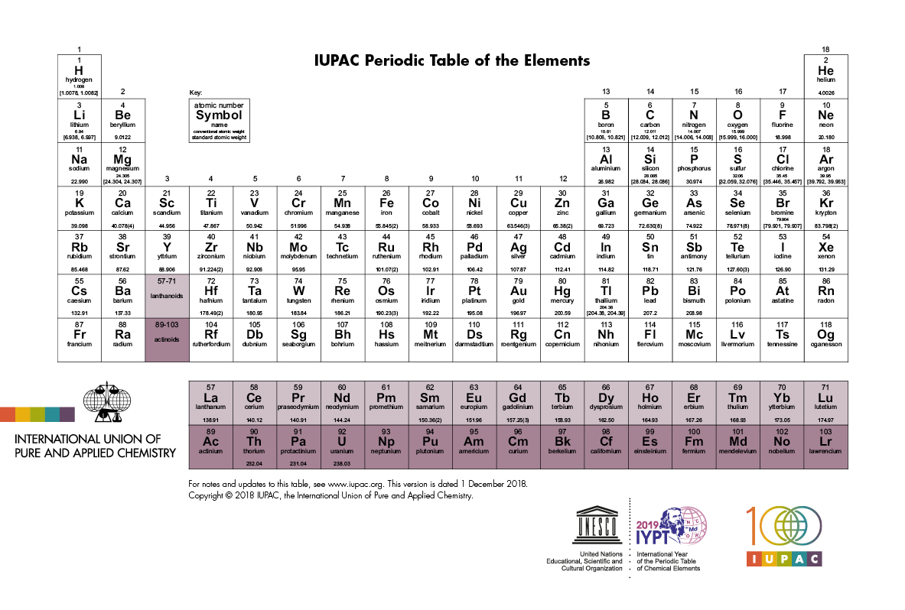 IUPAC Periodic Table of the Elements
1 18
1 2
H He
hydrogen helium
1.008
[1.0078, 1.0082] 2 13 14 15 16 17 4.0026
Key:
atomic number
Symbol
name
conventional atomic weight
standard atomic weight
3 4 5 6 7 8 9 10
Li Be B C N O F Ne
lithium beryllium boron carbon nitrogen oxygen fluorine neon
6.94 10.81 12.011 14.007 15.999
[6.938, 6.997] 9.0122 [10.806, 10.821] [12.009, 12.012] [14.006, 14.008] [15.999, 16.000] 18.998 20.180
11 12 13 14 15 16 17 18
Na Mg Al Si P S Cl Ar
sodium magnesium aluminium silicon phosphorus sulfur chlorine argon
24.305 28.085 32.06 35.45 39.95
22.990 [24.304, 24.307] 3 4 5 6 7 8 9 10 11 12 26.982 [28.084, 28.086] 30.974 [32.059, 32.076] [35.446, 35.457] [39.792, 39.963]
19 20 21 22 23 24 25 26 27 28 29 30 31 32 33 34 35 36
K Ca Sc Ti V Cr Mn Fe Co Ni Cu Zn Ga Ge As Se Br Kr
potassium calcium scandium titanium vanadium chromium manganese iron cobalt nickel copper zinc gallium germanium arsenic selenium bromine krypton
79.904
39.098 40.078(4) 44.956 47.867 50.942 51.996 54.938 55.845(2) 58.933 58.693 63.546(3) 65.38(2) 69.723 72.630(8) 74.922 78.971(8) [79.901, 79.907] 83.798(2)
37 38 39 40 41 42 43 44 45 46 47 48 49 50 51 52 53 54
Rb Sr Y Zr Nb Mo Tc Ru Rh Pd Ag Cd In Sn Sb Te I Xe
rubidium strontium yttrium zirconium niobium molybdenum technetium ruthenium rhodium palladium silver cadmium indium tin antimony tellurium iodine xenon
85.468 87.62 88.906 91.224(2) 92.906 95.95 101.07(2) 102.91 106.42 107.87 112.41 114.82 118.71 121.76 127.60(3) 126.90 131.29
55 56 57-71 72 73 74 75 76 77 78 79 80 81 82 83 84 85 86
Cs Ba Hf Ta W Re Os Ir Pt Au Hg Tl Pb Bi Po At Rn
caesium barium lanthanoids hafnium tantalum tungsten rhenium osmium iridium platinum gold mercury thallium lead bismuth polonium astatine radon
204.38
132.91 137.33 178.49(2) 180.95 183.84 186.21 190.23(3) 192.22 195.08 196.97 200.59 [204.38, 204.39] 207.2 208.98
87 88 89-103 104 105 106 107 108 109 110 111 112 113 114 115 116 117 118
Fr Ra Rf Db Sg Bh Hs Mt Ds Rg Cn Nh Fl Mc Lv Ts Og
francium radium actinoids rutherfordium dubnium seaborgium bohrium hassium meitnerium darmstadtium roentgenium copernicium nihonium flerovium moscovium livermorium tennessine oganesson
57 58 59 60 61 62 63 64 65 66 67 68 69 70 71
La Ce Pr Nd Pm Sm Eu Gd Tb Dy Ho Er Tm Yb Lu
lanthanum cerium praseodymium neodymium promethium samarium europium gadolinium terbium dysprosium holmium erbium thulium ytterbium lutetium
138.91 140.12 140.91 144.24 150.36(2) 151.96 157.25(3) 158.93 162.50 164.93 167.26 168.93 173.05 174.97
89 90 91 92 93 94 95 96 97 98 99 100 101 102 103
Ac Th Pa U Np Pu Am Cm Bk Cf Es Fm Md No Lr
actinium thorium protactinium uranium neptunium plutonium americium curium berkelium californium einsteinium fermium mendelevium nobelium lawrencium
232.04 231.04 238.03
INTERNATIONAL UNION OF
PURE AND APPLIED CHEMISTRY
For notes and updates to this table, see www.iupac.org. This version is dated 1 December 2018.
Copyright © 2018 IUPAC, the International Union of Pure and Applied Chemistry.
UNESCO
United Nations
Educational, Scientific and
Cultural Organization
2019
IYPT
International Year
of the Periodic Table
of Chemical Elements
100
IUPAC